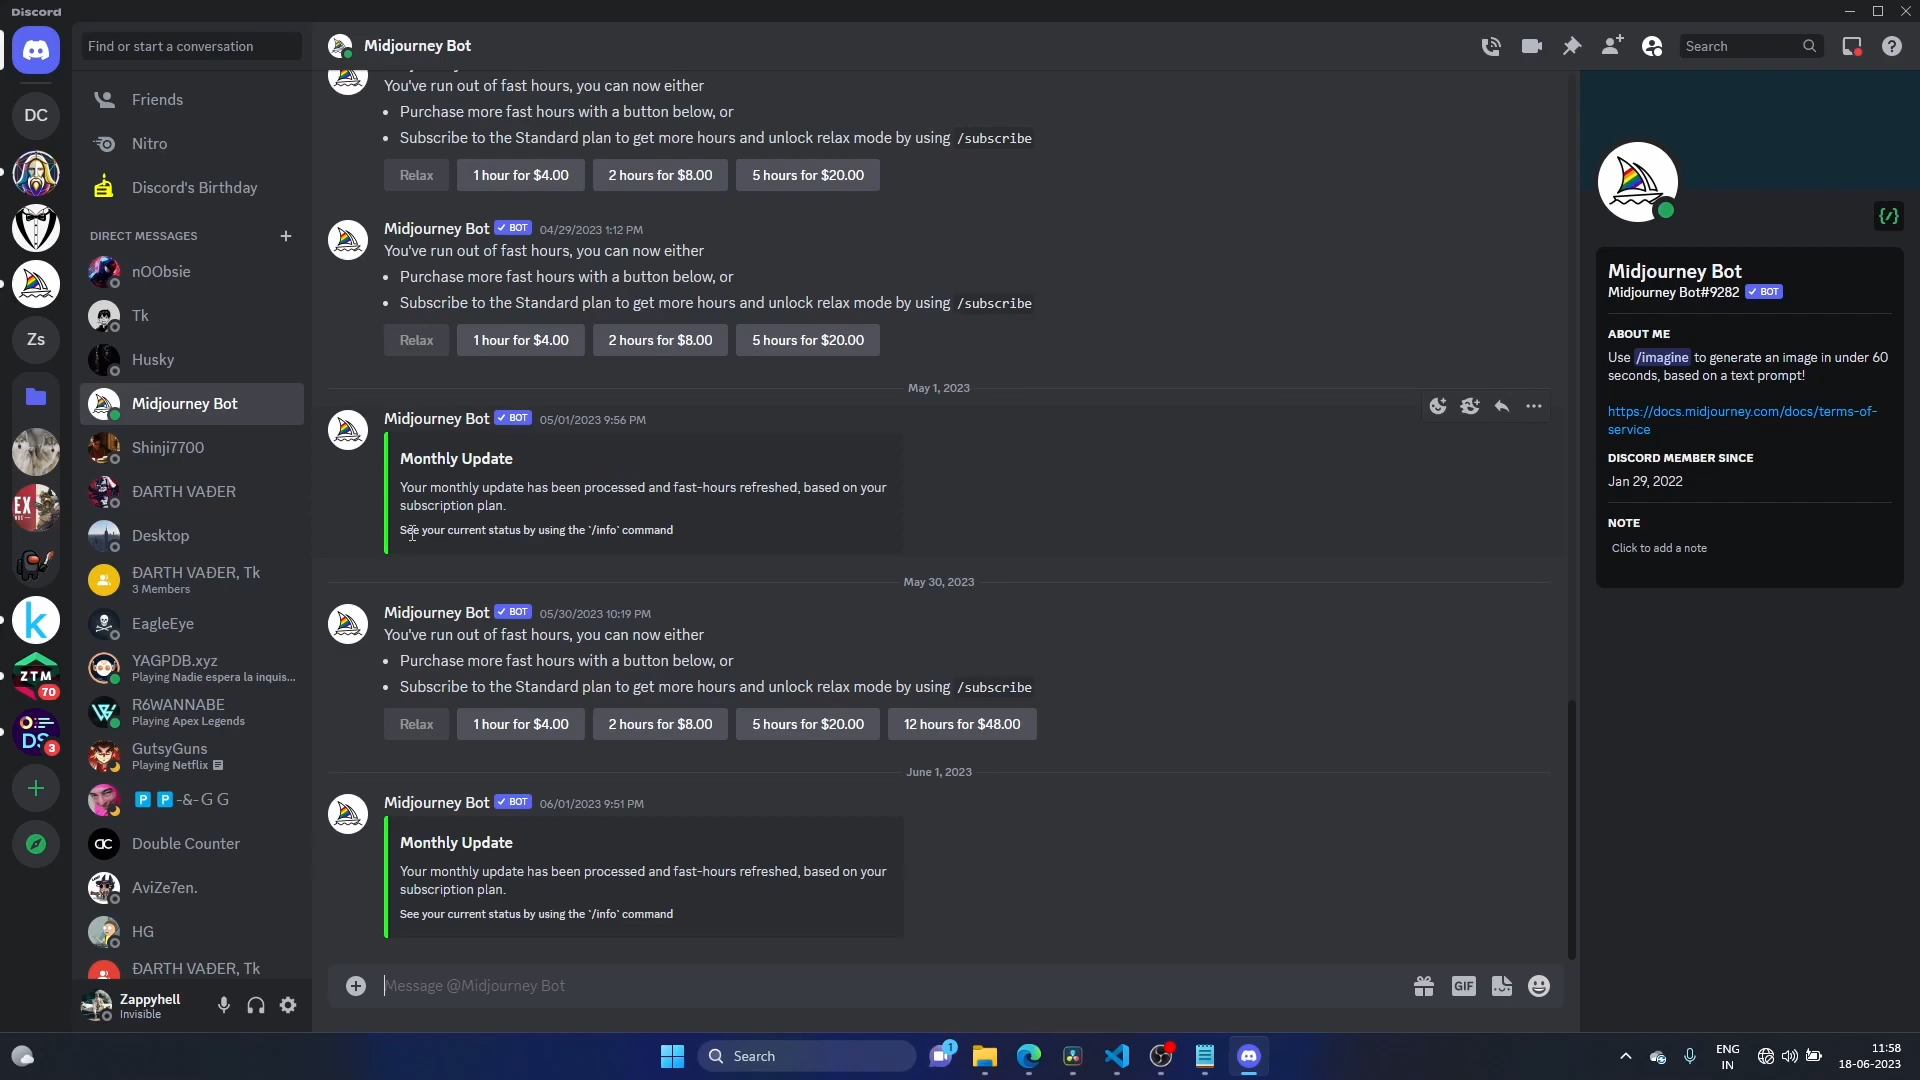 Discord
Find or start a conversation
Friends
Nitro
Discord's Birthday
DIRECT MESSAGES
nOObsie
Tk
Husky
Midjourney Bot
Shinji7700
ĐARTH VAĐER
Desktop
ĐARTH VAĐER, Tk
3 Members
EagleEye
YAGPDB.xyz
Playing Nadie espera la inquis...
R6WANNABE
Playing Apex Legends
GutsyGuns
Playing Netflix
🅿 🅿 -&- G G
Double Counter
AviZe7en.
HG
ĐARTH VAĐER, Tk
Zappyhell
Invisible
DC
Zs
EX
k
ZTM
70
DS
3
Midjourney Bot
Search
You've run out of fast hours, you can now either
• Purchase more fast hours with a button below, or
• Subscribe to the Standard plan to get more hours and unlock relax mode by using /subscribe
Relax 1 hour for $4.00 2 hours for $8.00 5 hours for $20.00
Midjourney Bot ✓ BOT 04/29/2023 1:12 PM
You've run out of fast hours, you can now either
• Purchase more fast hours with a button below, or
• Subscribe to the Standard plan to get more hours and unlock relax mode by using /subscribe
Relax 1 hour for $4.00 2 hours for $8.00 5 hours for $20.00
May 1, 2023
Midjourney Bot ✓ BOT 05/01/2023 9:56 PM
Monthly Update
Your monthly update has been processed and fast-hours refreshed, based on your
subscription plan.
See your current status by using the `/info` command
May 30, 2023
Midjourney Bot ✓ BOT 05/30/2023 10:19 PM
You've run out of fast hours, you can now either
• Purchase more fast hours with a button below, or
• Subscribe to the Standard plan to get more hours and unlock relax mode by using /subscribe
Relax 1 hour for $4.00 2 hours for $8.00 5 hours for $20.00 12 hours for $48.00
June 1, 2023
Midjourney Bot ✓ BOT 06/01/2023 9:51 PM
Monthly Update
Your monthly update has been processed and fast-hours refreshed, based on your
subscription plan.
See your current status by using the `/info` command
Message @Midjourney Bot
GIF
{/}
Midjourney Bot
Midjourney Bot#9282 ✓ BOT
ABOUT ME
Use /imagine to generate an image in under 60
seconds, based on a text prompt!
https://docs.midjourney.com/docs/terms-of-
service
DISCORD MEMBER SINCE
Jan 29, 2022
NOTE
Click to add a note
Search
1
ENG
IN
11:58
18-06-2023